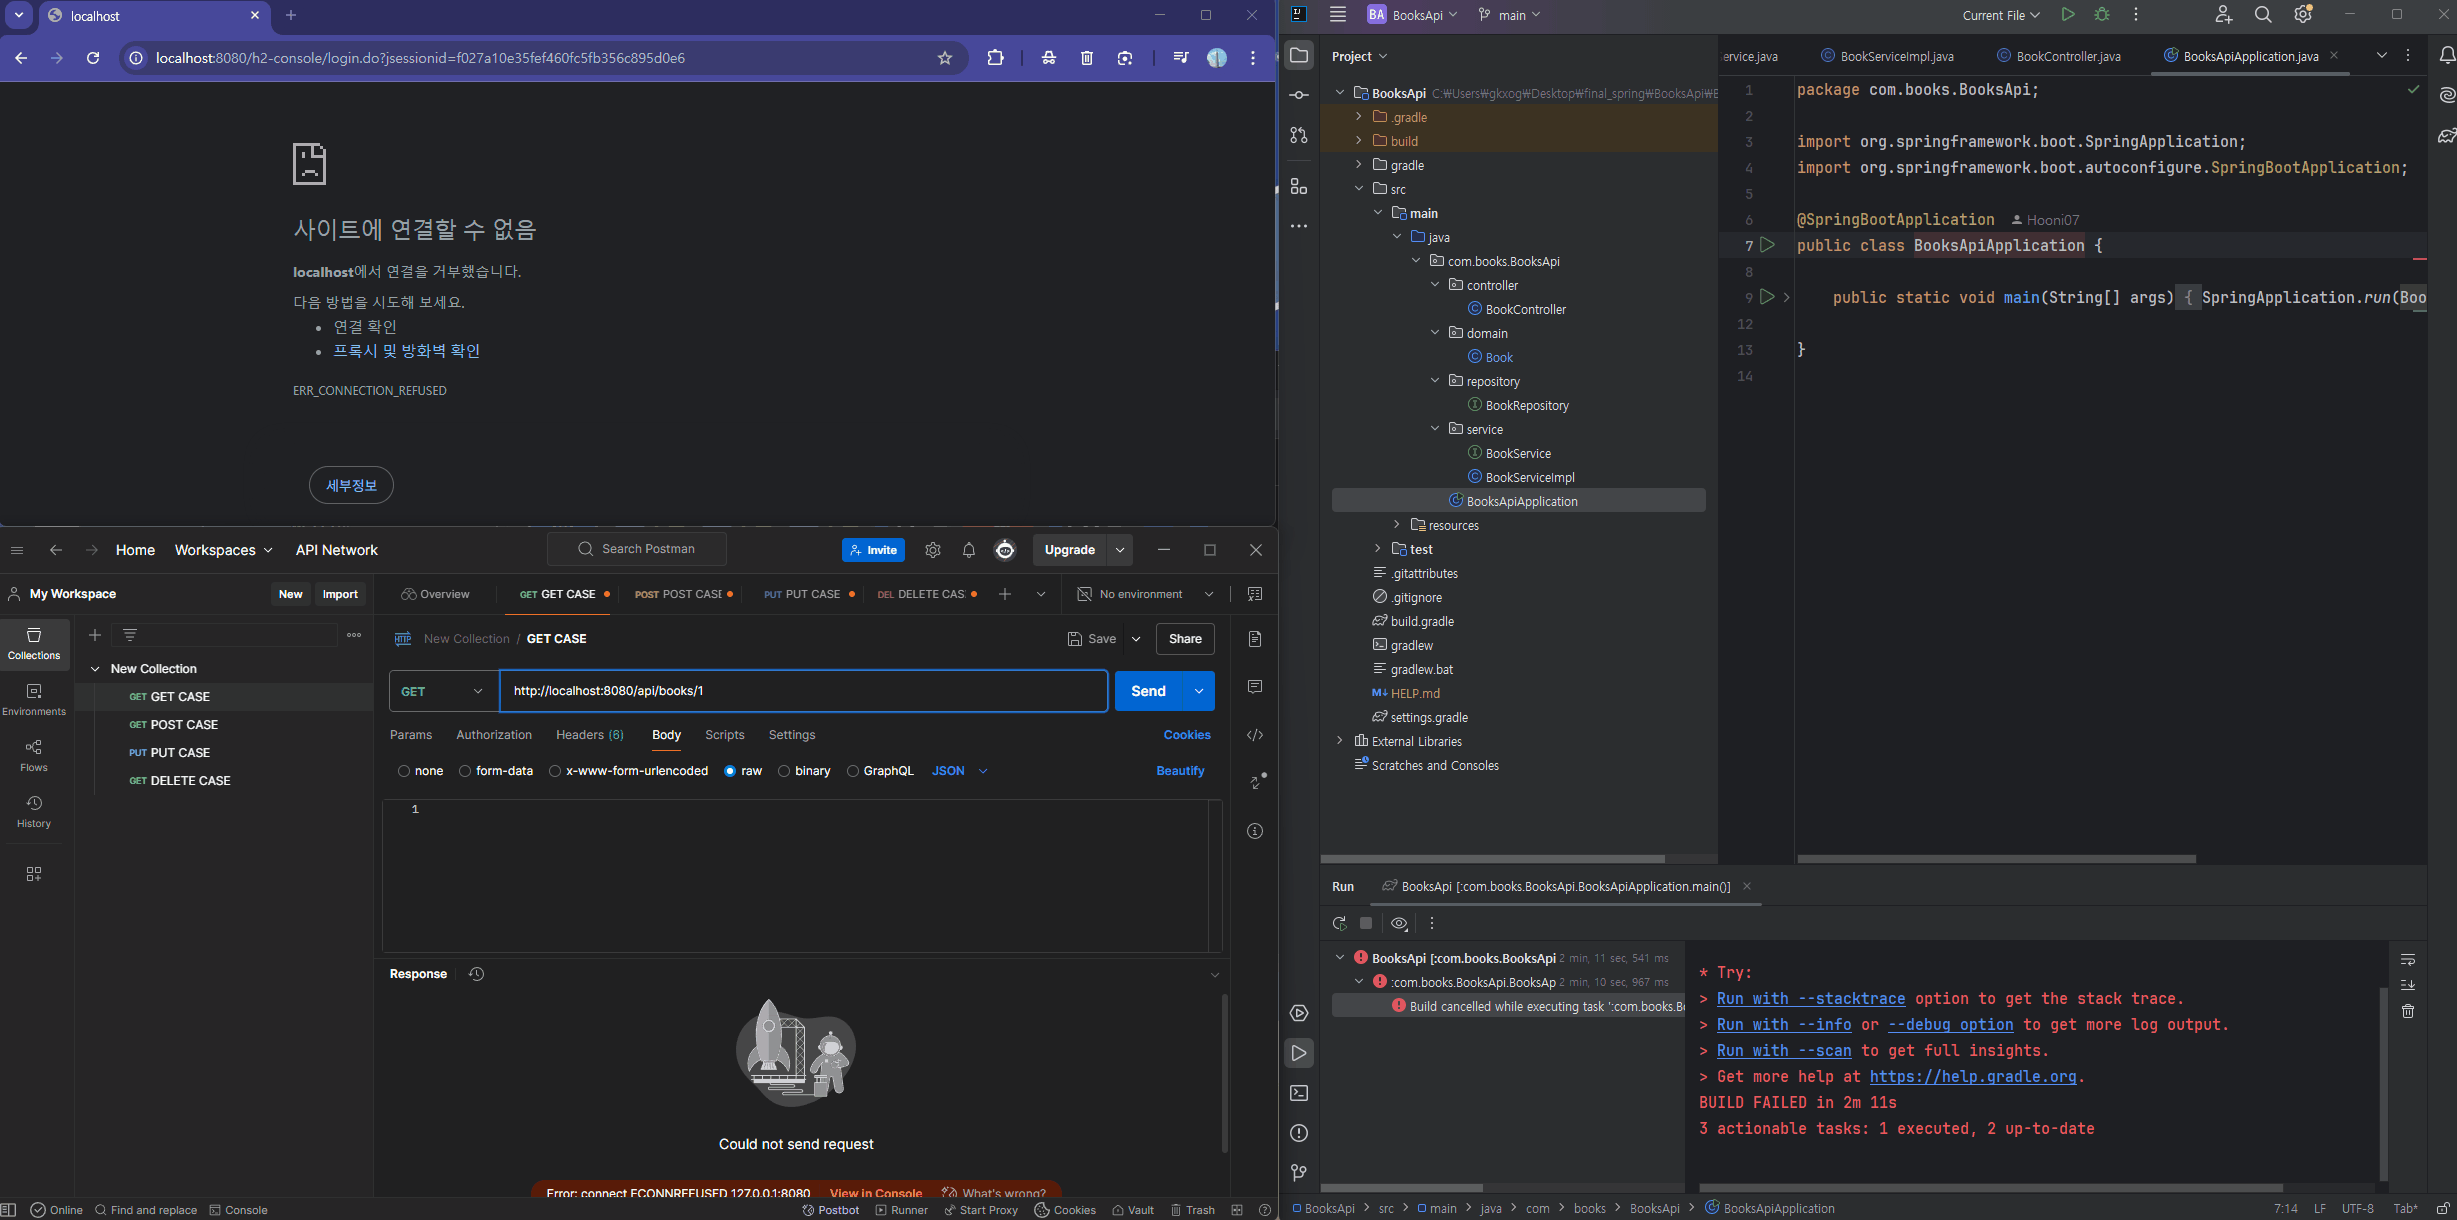 localhost
localhost:8080/h2-console/login.do?jsessionid=f027a10e35fef460fc5fb356c895d0e6
사이트에 연결할 수 없음
localhost에서 연결을 거부했습니다.
다음 방법을 시도해 보세요.
연결 확인
프록시 및 방화벽 확인
ERR_CONNECTION_REFUSED
세부정보
Home
Workspaces
API Network
Search Postman
Invite
Upgrade
My Workspace
New
Import
Overview
GET GET CASE
POST POST CASE
PUT PUT CASE
DEL DELETE CAS
No environment
Collections
Environments
Flows
History
New Collection
GET GET CASE
GET POST CASE
PUT PUT CASE
GET DELETE CASE
HTTP New Collection / GET CASE
Save
Share
GET
http://localhost:8080/api/books/1
Send
Params
Authorization
Headers (6)
Body
Scripts
Settings
Cookies
none
form-data
x-www-form-urlencoded
raw
binary
GraphQL
JSON
Beautify
1
Response
Could not send request
Error: connect ECONNREFUSED 127.0.0.1:8080
View in Console
What's wrong?
Online
Find and replace
Console
Postbot
Runner
Start Proxy
Cookies
Vault
Trash
BA BooksApi
main
Current File
Project
BooksApi C:₩Users₩gkxog₩Desktop₩final_spring₩BooksApi₩B
.gradle
build
gradle
src
main
java
com.books.BooksApi
controller
BookController
domain
Book
repository
BookRepository
service
BookService
BookServiceImpl
BooksApiApplication
resources
test
.gitattributes
.gitignore
build.gradle
gradlew
gradlew.bat
M↓ HELP.md
settings.gradle
External Libraries
Scratches and Consoles
ervice.java
BookServiceImpl.java
BookController.java
BooksApiApplication.java
1 package com.books.BooksApi;
2
3 import org.springframework.boot.SpringApplication;
4 import org.springframework.boot.autoconfigure.SpringBootApplication;
5
6 @SpringBootApplication Hooni07
7 public class BooksApiApplication {
8
9 public static void main(String[] args) { SpringApplication.run(Boo
12
13 }
14
Run
BooksApi [:com.books.BooksApi.BooksApiApplication.main()]
BooksApi [:com.books.BooksApi 2 min, 11 sec, 541 ms
:com.books.BooksApi.BooksAp 2 min, 10 sec, 967 ms
Build cancelled while executing task ':com.books.B
* Try:
> Run with --stacktrace option to get the stack trace.
> Run with --info or --debug option to get more log output.
> Run with --scan to get full insights.
> Get more help at https://help.gradle.org.
BUILD FAILED in 2m 11s
3 actionable tasks: 1 executed, 2 up-to-date
BooksApi > src > main > java > com > books > BooksApi > BooksApiApplication
7:14
LF
UTF-8
Tab*